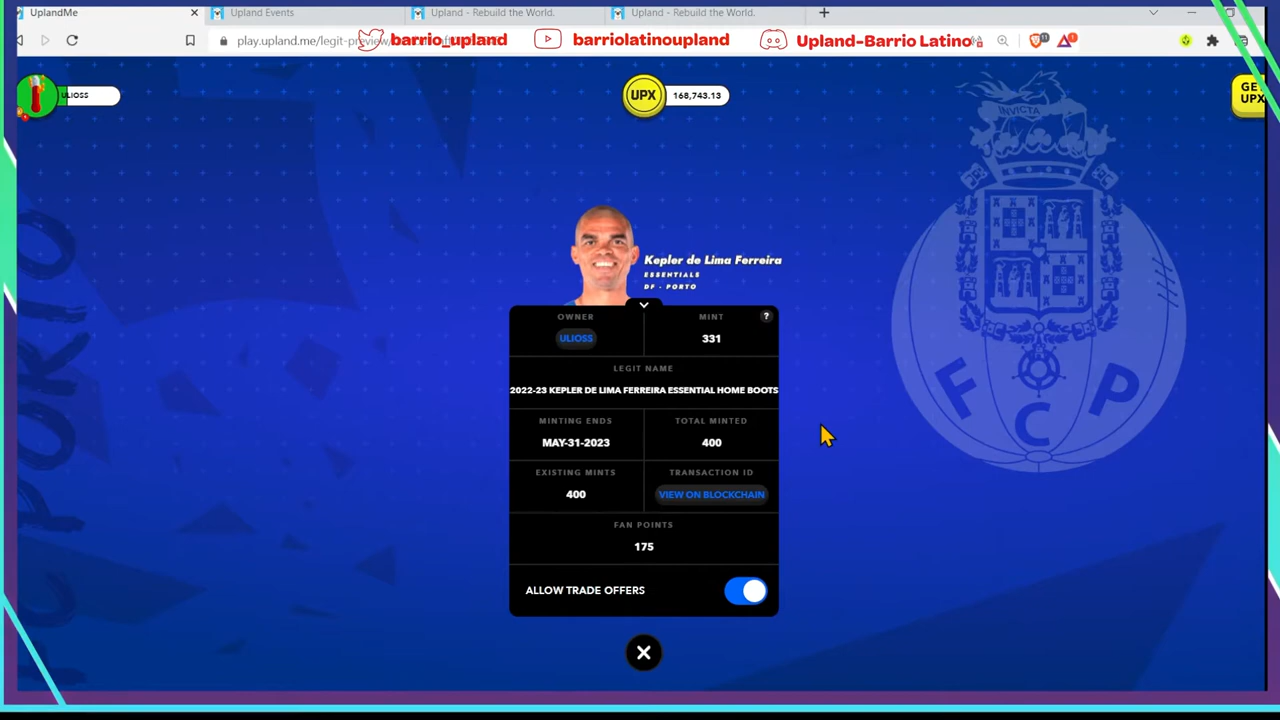 UplandMe
Upland Events
Upland - Rebuild the World.
Upland - Rebuild the World.
play.upland.me/legit-preview
barrio_upland
barriolatinoupland
Upland-Barrio Latino
ULIOSS
UPX
168,743.13
GE
UPX
INVICTA
Kepler de Lima Ferreira
ESSENTIALS
DF - PORTO
OWNER
MINT
?
ULIOSS
331
LEGIT NAME
2022-23 KEPLER DE LIMA FERREIRA ESSENTIAL HOME BOOTS
MINTING ENDS
TOTAL MINTED
MAY-31-2023
400
EXISTING MINTS
TRANSACTION ID
400
VIEW ON BLOCKCHAIN
FAN POINTS
175
ALLOW TRADE OFFERS
F C P
PORTO